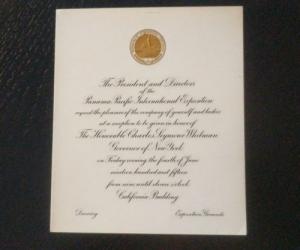 The President and Directors
of the
Panama Pacific International Exposition
request the pleasure of the company of yourself and ladies
at a reception to be given in honor of
The Honorable Charles Seymour Whitman
Governor of New York
on Friday evening the fourth of June
nineteen hundred and fifteen
from nine until eleven o'clock
California Building
Dancing
Exposition Grounds